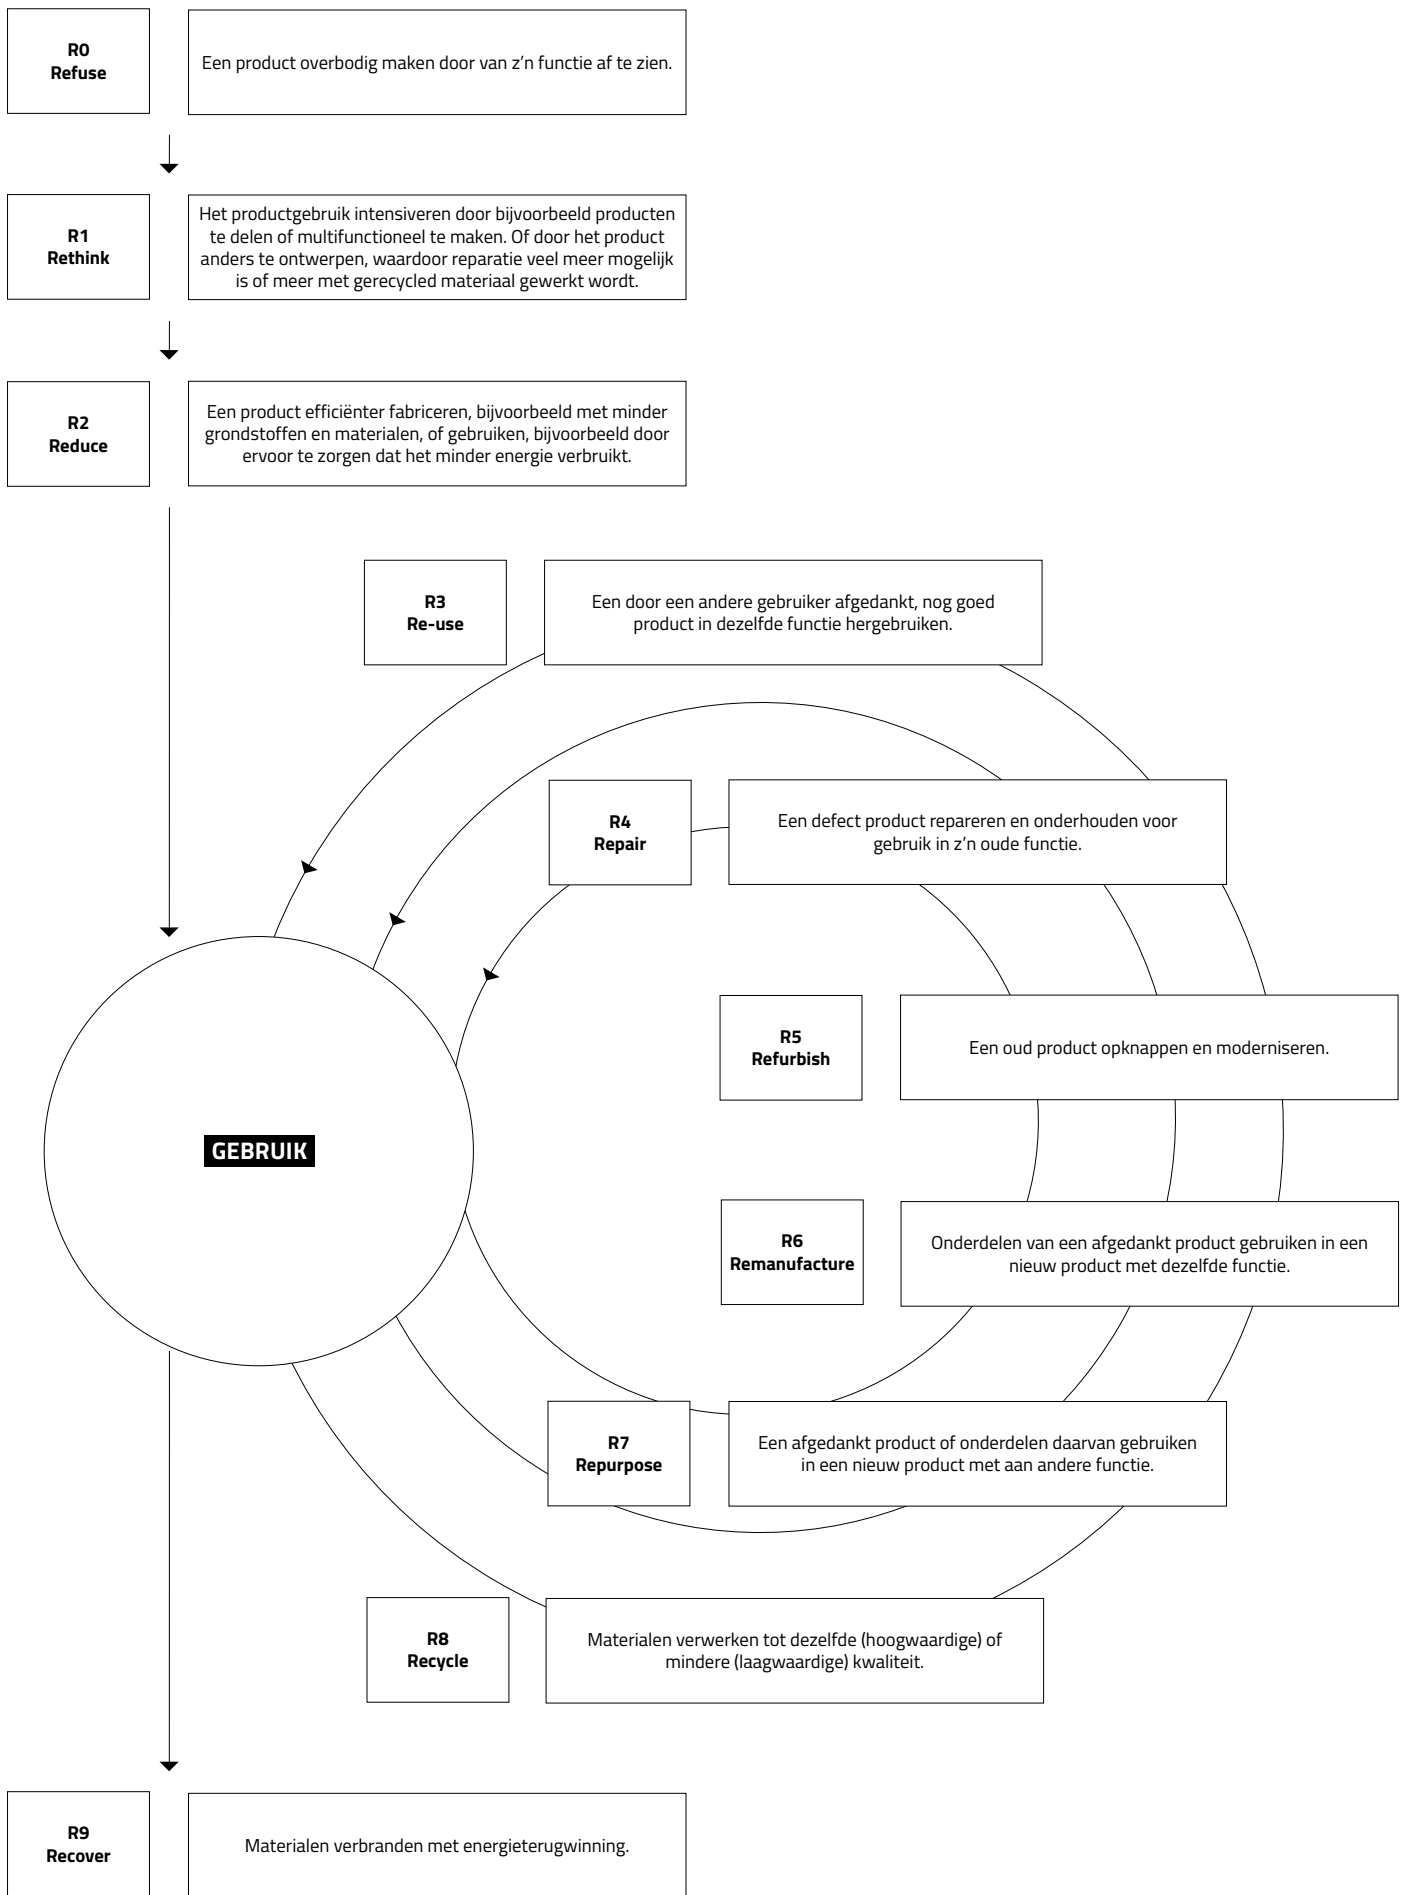 R0
Refuse
Een product overbodig maken door van z’n functie af te zien.
R1
Rethink
Het productgebruik intensiveren door bijvoorbeeld producten
te delen of multifunctioneel te maken. Of door het product
anders te ontwerpen, waardoor reparatie veel meer mogelijk
is of meer met gerecycled materiaal gewerkt wordt.
R2
Reduce
Een product efficiënter fabriceren, bijvoorbeeld met minder
grondstoffen en materialen, of gebruiken, bijvoorbeeld door
ervoor te zorgen dat het minder energie verbruikt.
R3
Re-use
Een door een andere gebruiker afgedankt, nog goed
product in dezelfde functie hergebruiken.
R4
Repair
Een defect product repareren en onderhouden voor
gebruik in z’n oude functie.
R5
Refurbish
Een oud product opknappen en moderniseren.
GEBRUIK
R6
Remanufacture
Onderdelen van een afgedankt product gebruiken in een
nieuw product met dezelfde functie.
R7
Repurpose
Een afgedankt product of onderdelen daarvan gebruiken
in een nieuw product met aan andere functie.
R8
Recycle
Materialen verwerken tot dezelfde (hoogwaardige) of
mindere (laagwaardige) kwaliteit.
R9
Recover
Materialen verbranden met energieterugwinning.